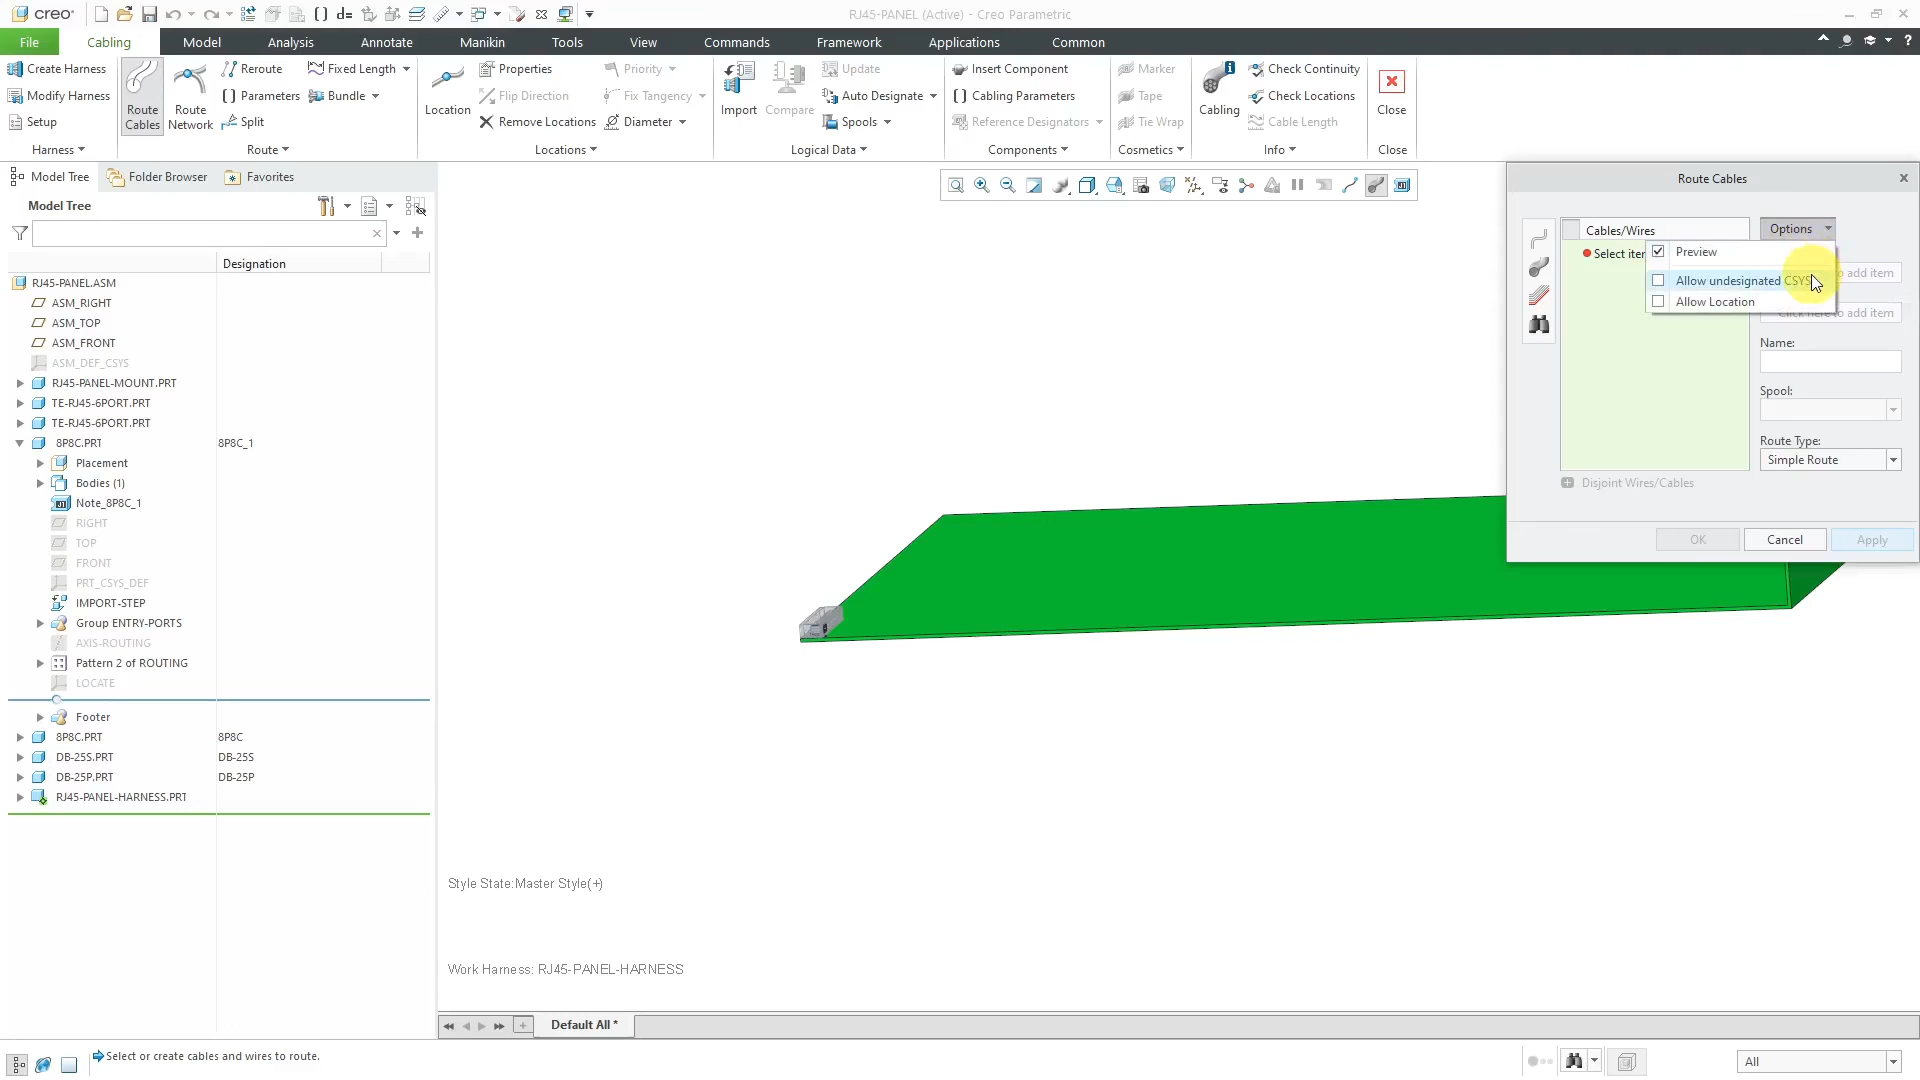 creo
RJ45-PANEL (Active) - Creo Parametric
File
Cabling
Model
Analysis
Annotate
Manikin
Tools
View
Commands
Framework
Applications
Common
Create Harness
Modify Harness
Setup
Harness
Route Cables
Route Network
Reroute
Parameters
Split
Fixed Length
Bundle
Route
Location
Properties
Flip Direction
Remove Locations
Priority
Fix Tangency
Diameter
Locations
Import
Compare
Update
Auto Designate
Spools
Logical Data
Insert Component
Cabling Parameters
Reference Designators
Components
Marker
Tape
Tie Wrap
Cosmetics
Cabling
Check Continuity
Check Locations
Cable Length
Info
Close
Close
Model Tree
Folder Browser
Favorites
Model Tree
Designation
RJ45-PANEL.ASM
ASM_RIGHT
ASM_TOP
ASM_FRONT
ASM_DEF_CSYS
RJ45-PANEL-MOUNT.PRT
TE-RJ45-6PORT.PRT
TE-RJ45-6PORT.PRT
8P8C.PRT 8P8C_1
Placement
Bodies (1)
Note_8P8C_1
RIGHT
TOP
FRONT
PRT_CSYS_DEF
IMPORT-STEP
Group ENTRY-PORTS
AXIS-ROUTING
Pattern 2 of ROUTING
LOCATE
Footer
8P8C.PRT 8P8C
DB-25S.PRT DB-25S
DB-25P.PRT DB-25P
RJ45-PANEL-HARNESS.PRT
Style State:Master Style(+)
Work Harness: RJ45-PANEL-HARNESS
Route Cables
Cables/Wires
Select iter
Options
Preview
Allow undesignated CSYS
Allow Location
to add item
Click here to add item
Name:
Spool:
Route Type:
Simple Route
Disjoint Wires/Cables
OK
Cancel
Apply
Default All *
Select or create cables and wires to route.
All